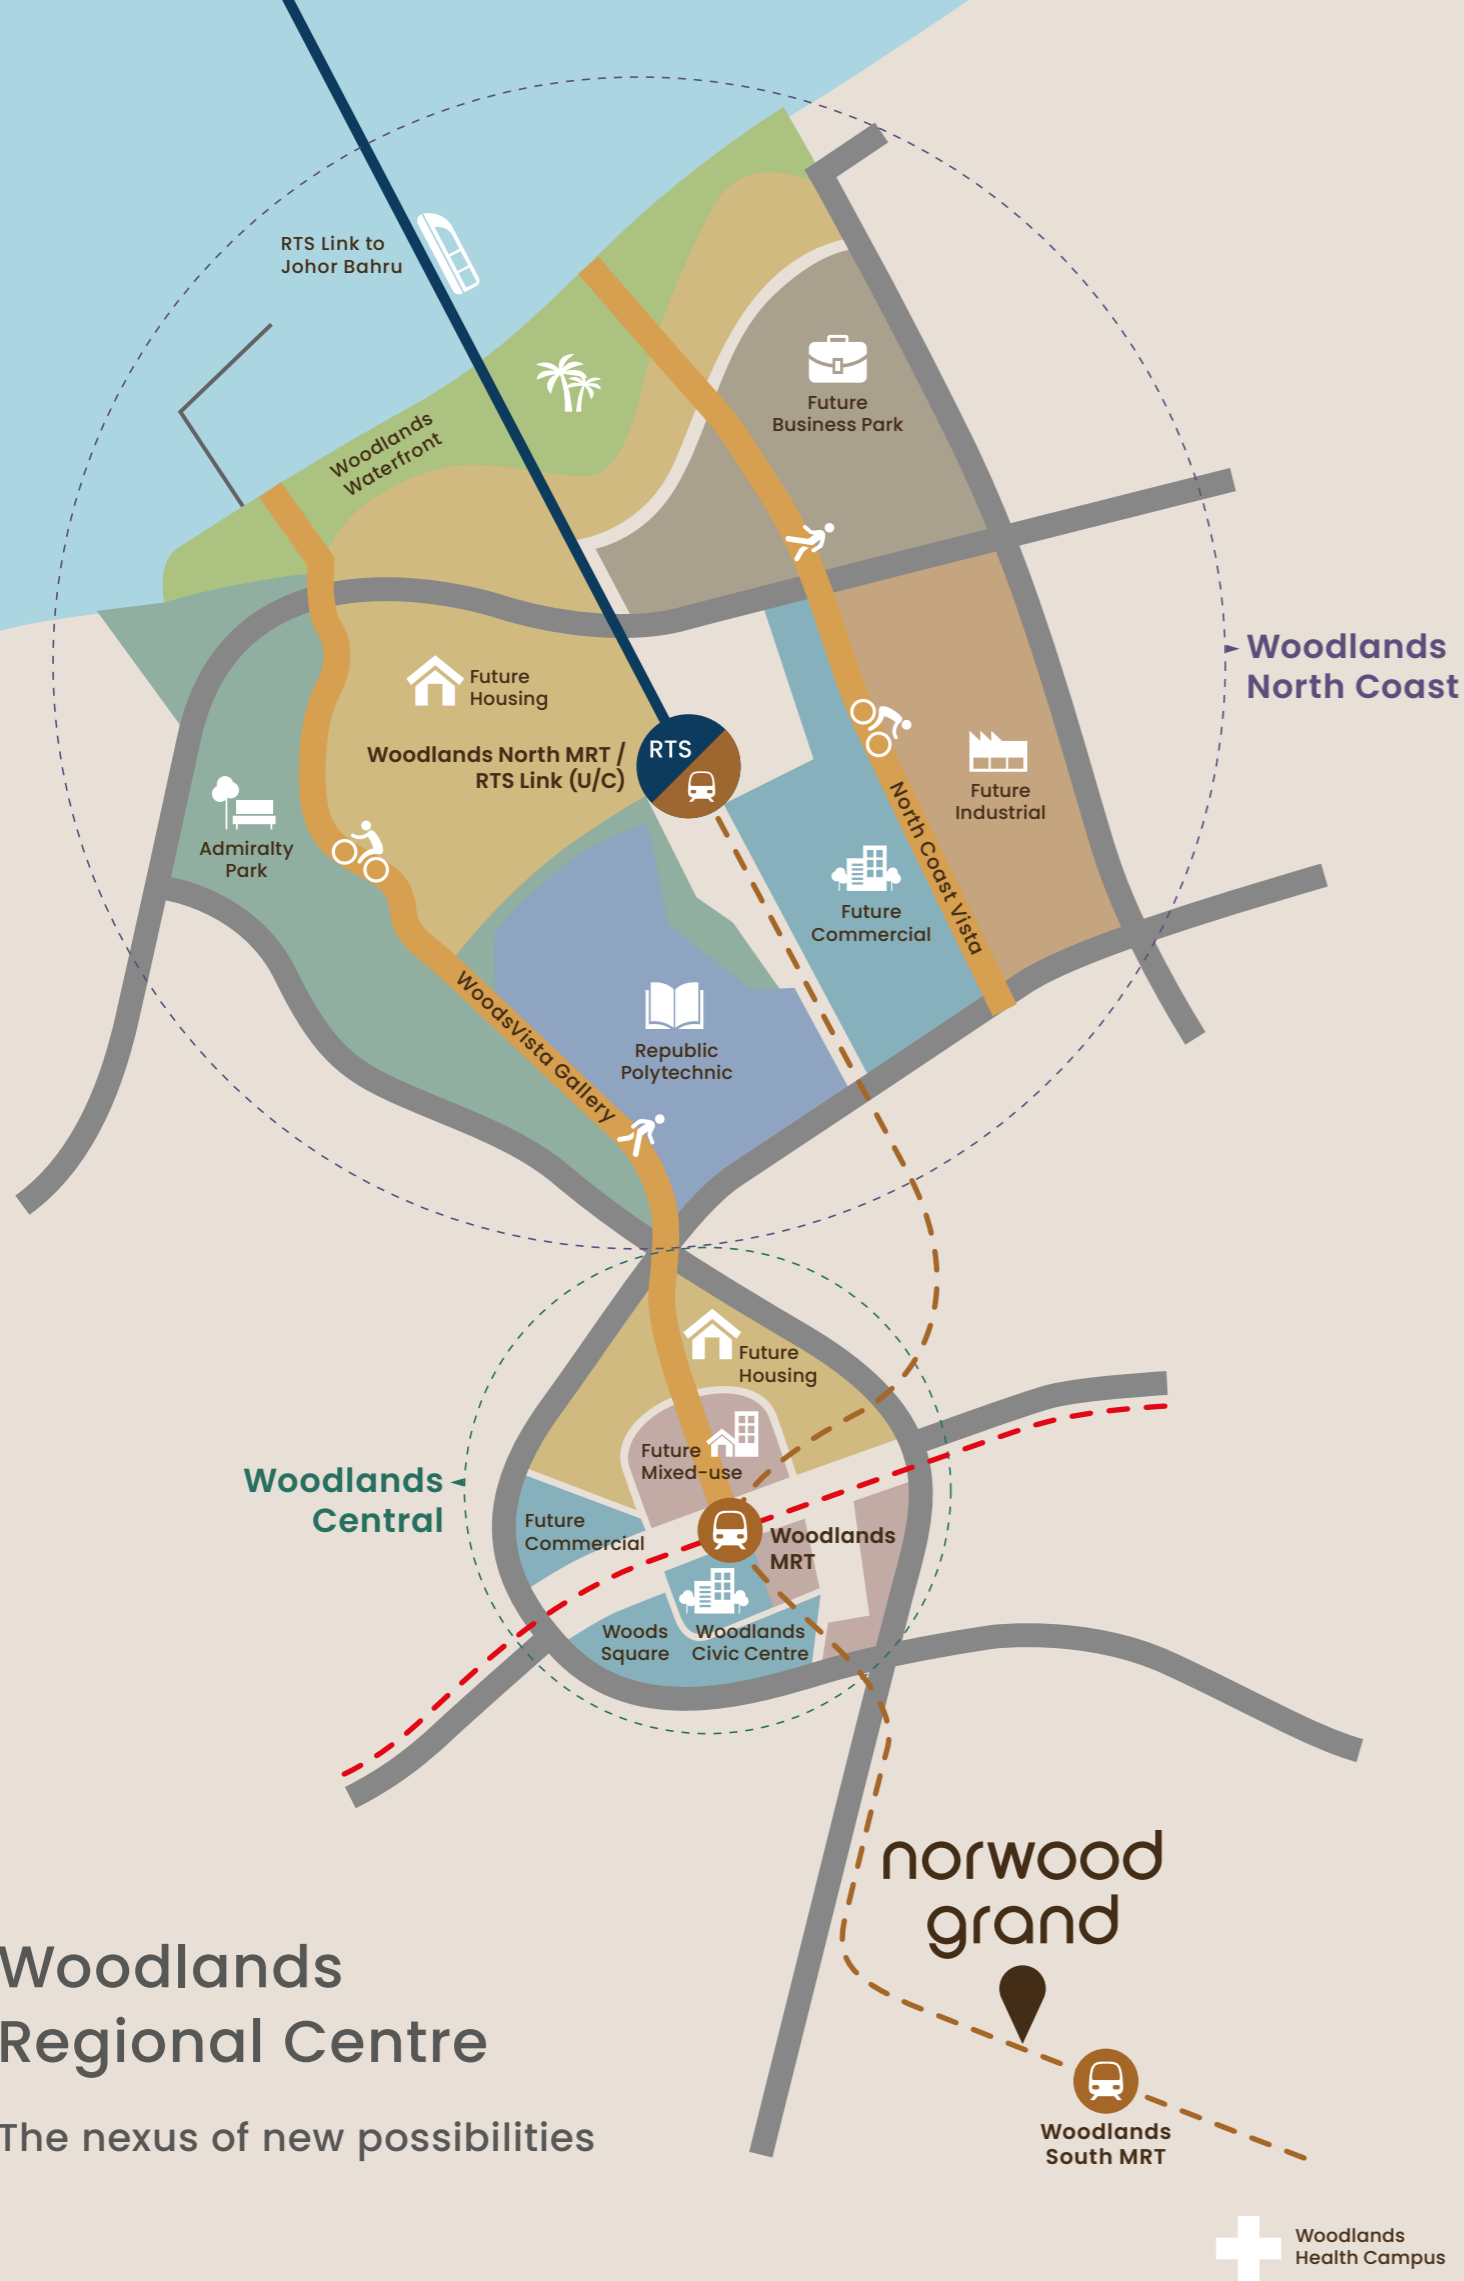 RTS Link to
Johor Bahru
Woodlands
Waterfront
Future
Business Park
Woodlands
North Coast
Future
Housing
Woodlands North MRT /
RTS Link (U/C)
RTS
Future
Industrial
North Coast Vista
Admiralty
Park
Future
Commercial
WoodsVista Gallery
Republic
Polytechnic
Future
Housing
Future
Mixed-use
Woodlands
Central
Future
Commercial
Woodlands
MRT
Woods
Square
Woodlands
Civic Centre
norwood
grand
Woodlands
Regional Centre
The nexus of new possibilities
Woodlands
South MRT
Woodlands
Health Campus